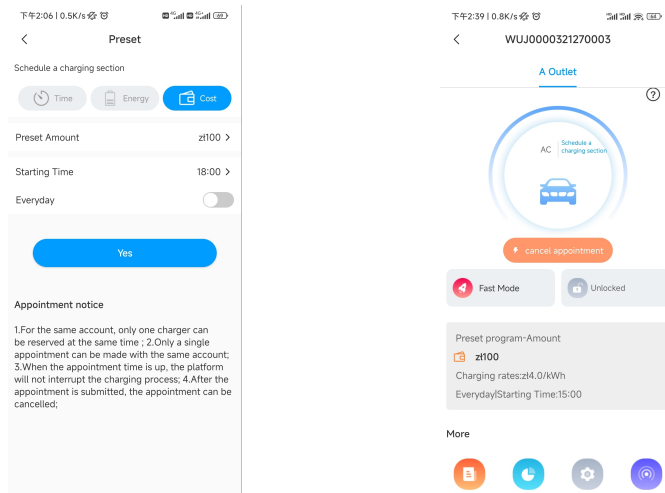 下午2:06 | 0.5K/s
69
Preset
Schedule a charging section
Time
Energy
Cost
Preset Amount
zł100
Starting Time
18:00
Everyday
Yes
Appointment notice
1.For the same account, only one charger can
be reserved at the same time ; 2.Only a single
appointment can be made with the same account;
3.When the appointment time is up, the platform
will not interrupt the charging process; 4.After the
appointment is submitted, the appointment can be
cancelled;
下午2:39 | 0.8K/s
64
WUJ0000321270003
A Outlet
?
AC
Schedule a
charging section
cancel appointment
Fast Mode
Unlocked
Preset program-Amount
zł100
Charging rates:zł4.0/kWh
Everyday|Starting Time:15:00
More